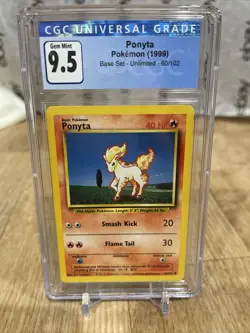 CGC UNIVERSAL GRADE
Gem Mint
9.5
Ponyta
Pokémon (1999)
Base Set - Unlimited - 60/102
Basic Pokémon
Ponyta
40 HP
Smash Kick 20
Flame Tail 30